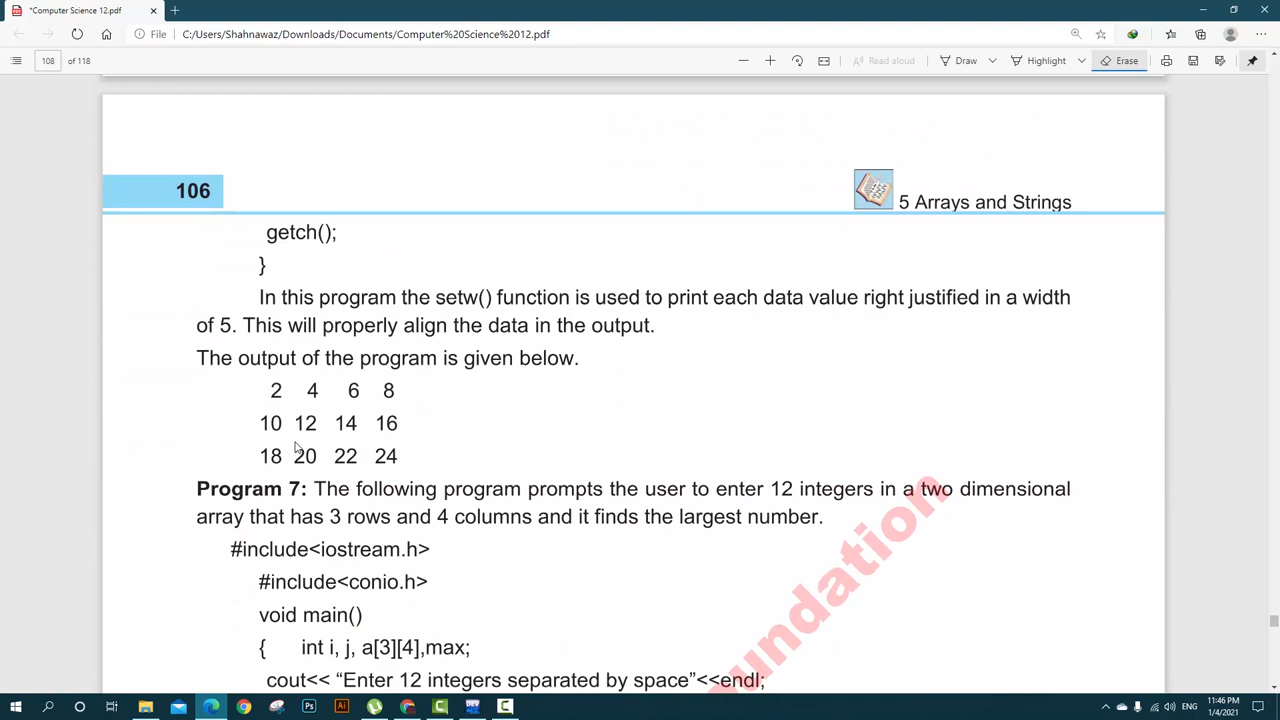 *Computer Science 12.pdf
File C:/Users/Shahnawaz/Downloads/Documents/Computer%20Science%2012.pdf
108 of 118 Read aloud Draw Highlight Erase
106
5 Arrays and Strings
getch();
}
In this program the setw() function is used to print each data value right justified in a width
of 5. This will properly align the data in the output.
The output of the program is given below.
2 4 6 8
10 12 14 16
18 20 22 24
Program 7: The following program prompts the user to enter 12 integers in a two dimensional
array that has 3 rows and 4 columns and it finds the largest number.
#include<iostream.h>
#include<conio.h>
void main()
{ int i, j, a[3][4],max;
cout<< “Enter 12 integers separated by space”<<endl;
undation
ENG
11:46 PM
1/4/2021